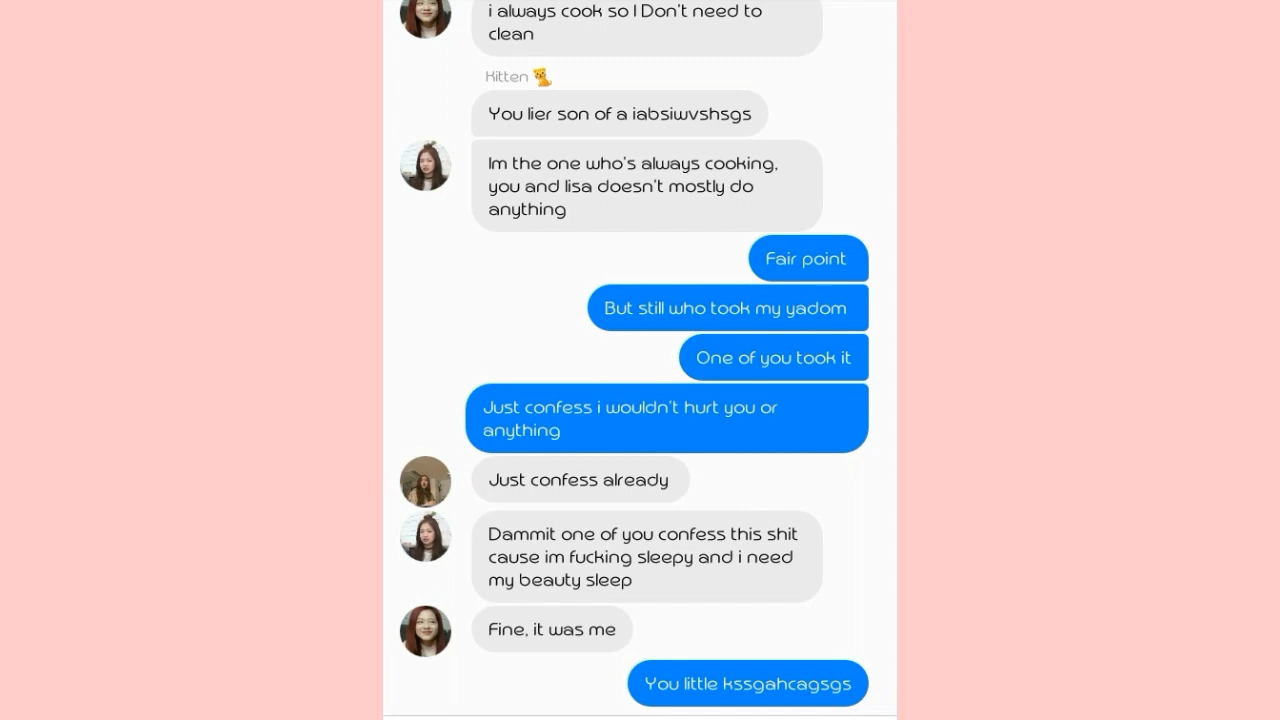 i always cook so I Don't need to
clean
Kitten 🐱
You lier son of a iabsiwvshsgs
Im the one who's always cooking,
you and lisa doesn't mostly do
anything
Fair point
But still who took my yadom
One of you took it
Just confess i wouldn't hurt you or
anything
Just confess already
Dammit one of you confess this shit
cause im fucking sleepy and i need
my beauty sleep
Fine, it was me
You little kssgahcagsgs